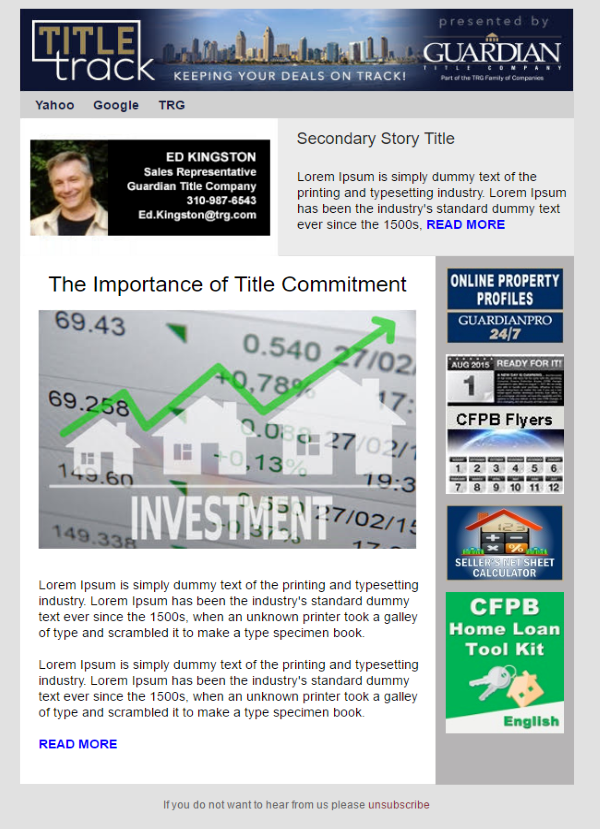 TITLE
track
KEEPING YOUR DEALS ON TRACK!
presented by
GUARDIAN
TITLE COMPANY
Part of the TRG Family of Companies
Yahoo Google TRG
ED KINGSTON
Sales Representative
Guardian Title Company
310-987-6543
Ed.Kingston@trg.com
Secondary Story Title
Lorem Ipsum is simply dummy text of the
printing and typesetting industry. Lorem Ipsum
has been the industry's standard dummy text
ever since the 1500s, READ MORE
The Importance of Title Commitment
69.43
0.540 27/02
+0,78%
69.258
17:
0.088 27/02/
149.60
+0,13%
19:3
INVESTMENT
27/02/15
149.338
17:
Lorem Ipsum is simply dummy text of the printing and typesetting
industry. Lorem Ipsum has been the industry's standard dummy
text ever since the 1500s, when an unknown printer took a galley
of type and scrambled it to make a type specimen book.
Lorem Ipsum is simply dummy text of the printing and typesetting
industry. Lorem Ipsum has been the industry's standard dummy
text ever since the 1500s, when an unknown printer took a galley
of type and scrambled it to make a type specimen book.
READ MORE
ONLINE PROPERTY
PROFILES
GUARDIANPRO
24/7
AUG 2015 READY FOR IT!
1
CFPB Flyers
1 2 3 4 5 6
7 8 9 10 11 12
123
SELLER'S NET SHEET
CALCULATOR
CFPB
Home Loan
Tool Kit
English
If you do not want to hear from us please unsubscribe